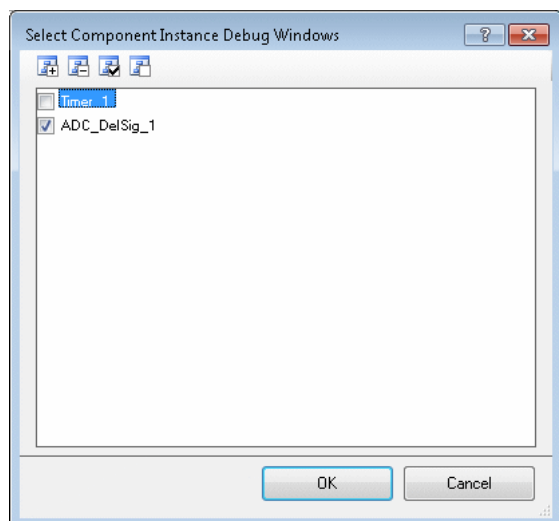 Select Component Instance Debug Windows
Timer_1
ADC_DelSig_1
OK
Cancel